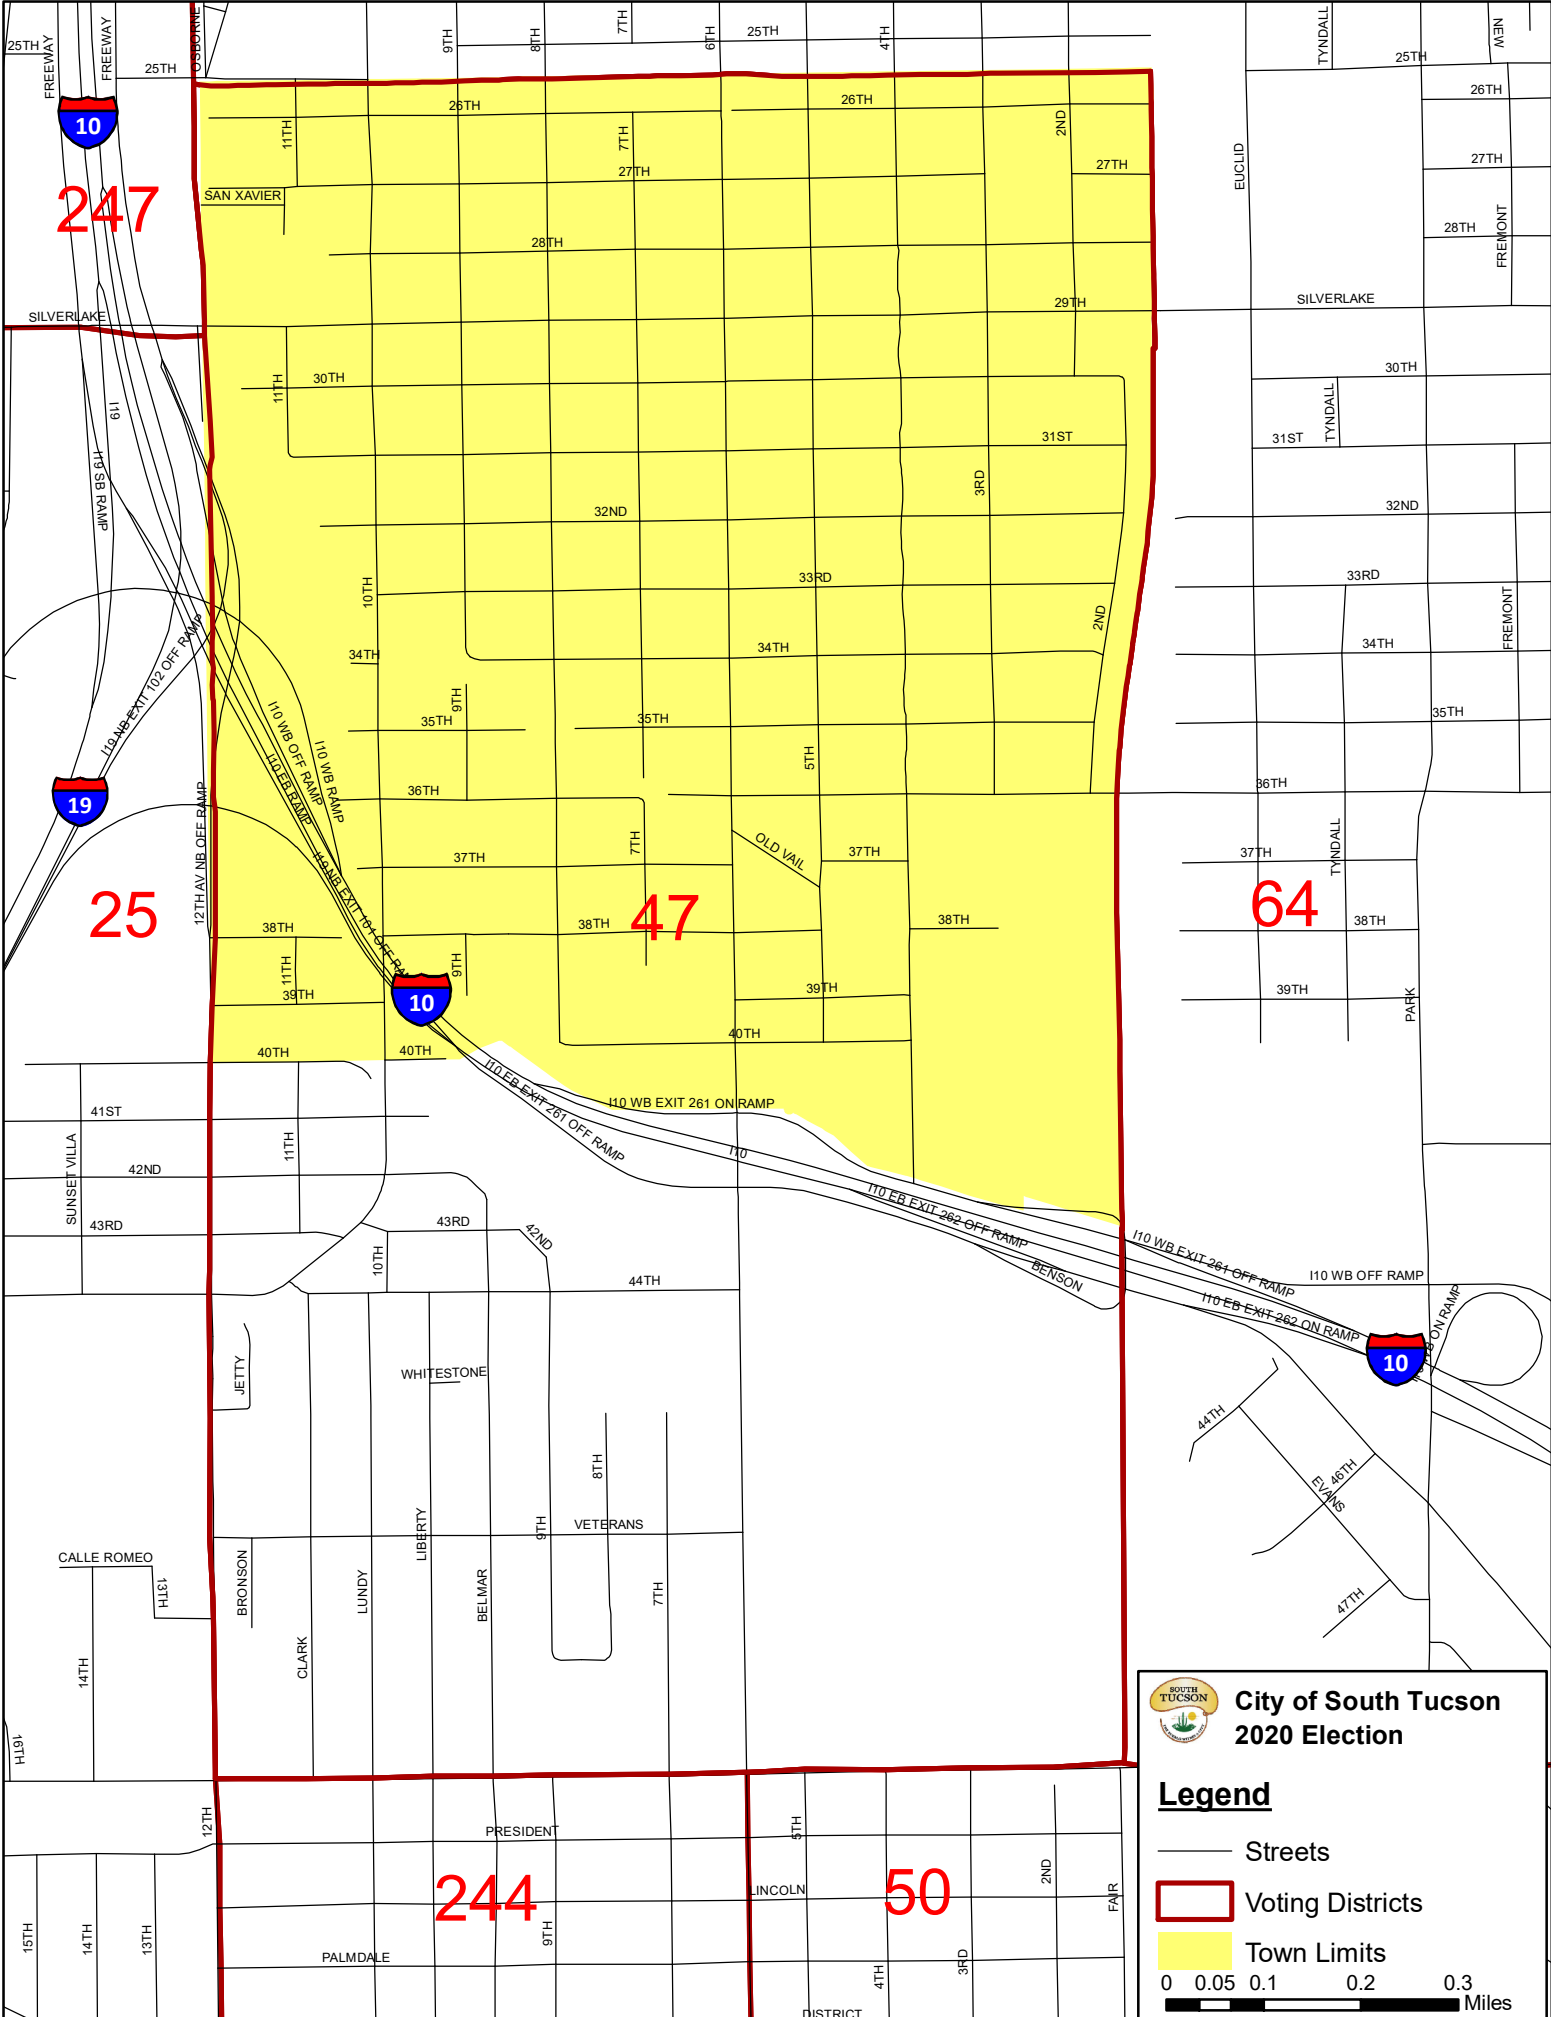 FREEWAY
FREEWAY
OSBORNE
9TH
8TH
7TH
6TH
25TH
4TH
TYNDALL
NEW
25TH
25TH
25TH
10
26TH
26TH
26TH
11TH
7TH
2ND
EUCLID
27TH
27TH
27TH
247
SAN XAVIER
28TH
28TH
FREMONT
29TH
SILVERLAKE
SILVERLAKE
30TH
30TH
11TH
I19
TYNDALL
31ST
31ST
I19 SB RAMP
3RD
32ND
32ND
33RD
33RD
10TH
2ND
FREMONT
34TH
34TH
34TH
I19 NB EXIT 102 OFF RAMP
9TH
35TH
35TH
35TH
I10 WB OFF RAMP
I10 WB RAMP
I10 EB RAMP
5TH
19
36TH
36TH
12TH AV NB OFF RAMP
7TH
OLD VAIL
37TH
37TH
37TH
TYNDALL
I19 NB EXIT 101 OFF
25
47
64
38TH
38TH
38TH
38TH
11TH
9TH
39TH
39TH
39TH
PARK
10
40TH
40TH
40TH
I10 EB EXIT 261 OFF RAMP
I10 WB EXIT 261 ON RAMP
41ST
SUNSET VILLA
11TH
I10
42ND
I10 EB EXIT 262 OFF RAMP
43RD
43RD
42ND
10TH
I10 WB EXIT 261 OFF RAMP
BENSON
44TH
I10 WB OFF RAMP
I10 EB EXIT 262 ON RAMP
10
JETTY
WHITESTONE
44TH
8TH
46TH
EVANS
LIBERTY
9TH
VETERANS
CALLE ROMEO
13TH
BRONSON
LUNDY
BELMAR
7TH
47TH
CLARK
14TH
16TH
SOUTH
TUCSON
City of South Tucson
2020 Election
Legend
Streets
Voting Districts
Town Limits
0 0.05 0.1 0.2 0.3
Miles
12TH
PRESIDENT
5TH
244
LINCOLN
50
2ND
FAIR
15TH
14TH
13TH
9TH
PALMDALE
4TH
3RD
DISTRICT